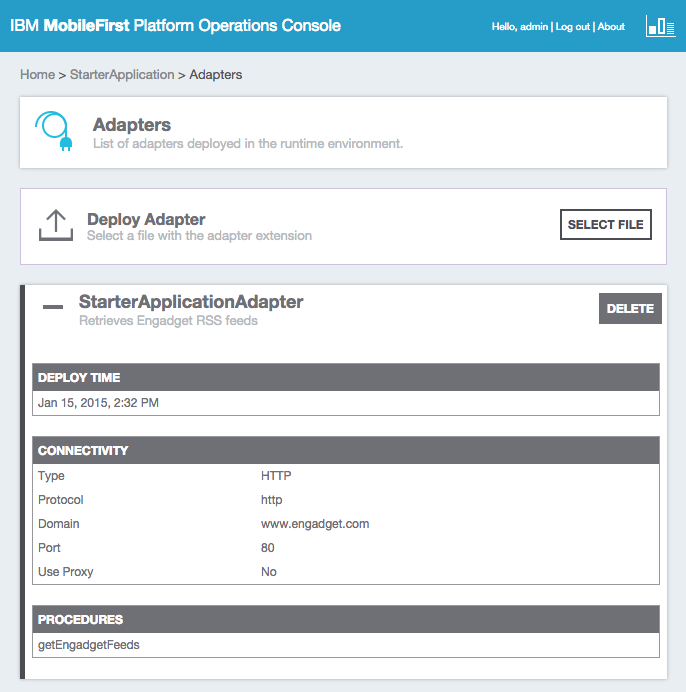 IBM MobileFirst Platform Operations Console
Hello, admin | Log out | About
Home > StarterApplication > Adapters
Adapters
List of adapters deployed in the runtime environment.
Deploy Adapter
Select a file with the adapter extension
SELECT FILE
StarterApplicationAdapter
Retrieves Engadget RSS feeds
DELETE
DEPLOY TIME
Jan 15, 2015, 2:32 PM
CONNECTIVITY
Type HTTP
Protocol http
Domain www.engadget.com
Port 80
Use Proxy No
PROCEDURES
getEngadgetFeeds